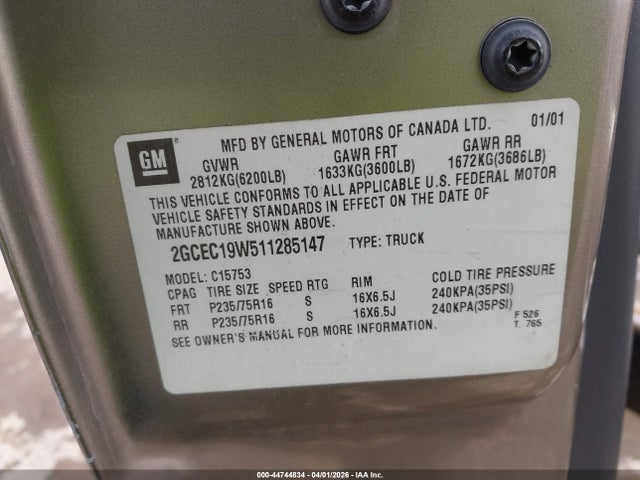 MFD BY GENERAL MOTORS OF CANADA LTD. 01/01
GM
GVWR GAWR FRT GAWR RR
2812KG(6200LB) 1633KG(3600LB) 1672KG(3686LB)
THIS VEHICLE CONFORMS TO ALL APPLICABLE U.S. FEDERAL MOTOR
VEHICLE SAFETY STANDARDS IN EFFECT ON THE DATE OF
MANUFACTURE SHOWN ABOVE.
2GCEC19W511285147 TYPE: TRUCK
MODEL: C15753
CPAG TIRE SIZE SPEED RTG RIM COLD TIRE PRESSURE
FRT P235/75R16 S 16X6.5J 240KPA(35PSI)
RR P235/75R16 S 16X6.5J 240KPA(35PSI)
SEE OWNER'S MANUAL FOR MORE INFORMATION.
F 526
T. 765
000-44744834 - 04/01/2026 - IAA Inc.